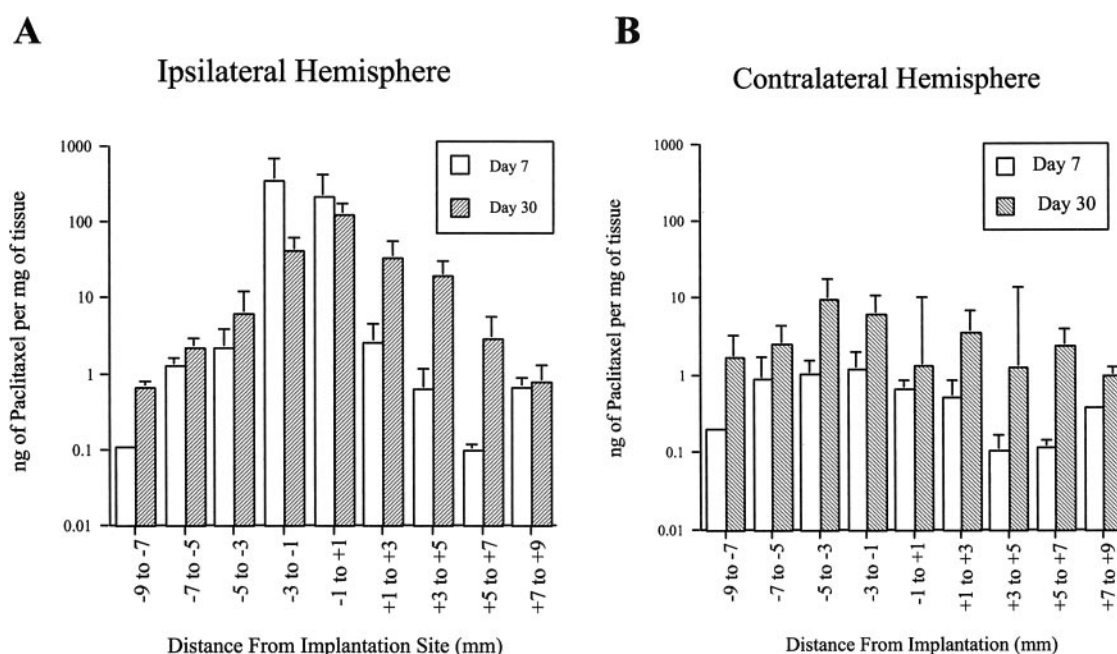 A
Ipsilateral Hemisphere
ng of Paclitaxel per mg of tissue
1000
100
10
1
0.1
0.01
Day 7
Day 30
-9 to -7
-7 to -5
-5 to -3
-3 to -1
-1 to +1
+1 to +3
+3 to +5
+5 to +7
+7 to +9
Distance From Implantation Site (mm)
B
Contralateral Hemisphere
ng of Paclitaxel per mg of tissue
1000
100
10
1
0.1
0.01
Day 7
Day 30
-9 to -7
-7 to -5
-5 to -3
-3 to -1
-1 to +1
+1 to +3
+3 to +5
+5 to +7
+7 to +9
Distance From Implantation (mm)